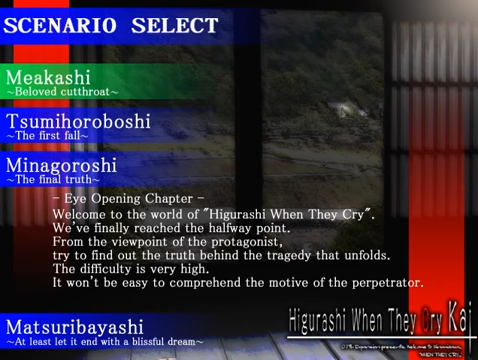 SCENARIO SELECT
Meakashi
~Beloved cutthroat~
Tsumihoroboshi
~The first fall~
Minagoroshi
~The final truth~
- Eye Opening Chapter -
Welcome to the world of "Higurashi When They Cry".
We've finally reached the halfway point.
From the viewpoint of the protagonist,
try to find out the truth behind the tragedy that unfolds.
The difficulty is very high.
It won't be easy to comprehend the motive of the perpetrator.
Matsuribayashi
~At least let it end with a blissful dream~
Higurashi When They Cry Kai